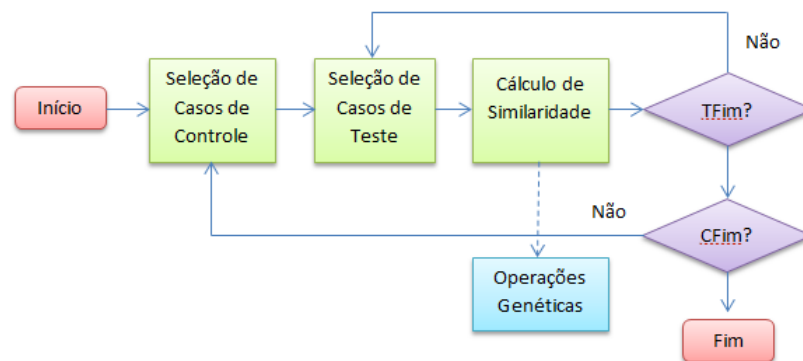 Não
Início
Seleção de
Casos de
Controle
Seleção de
Casos de
Teste
Cálculo de
Similaridade
TFim?
Não
CFim?
Operações
Genéticas
Fim